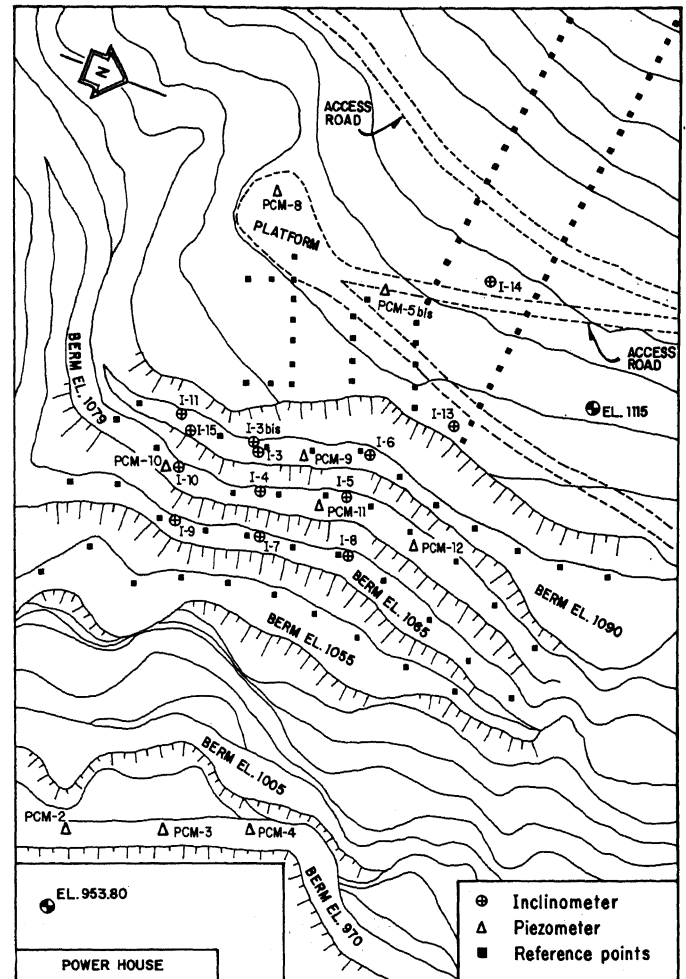 N
ACCESS
ROAD
PCM-8
PLATFORM
I-14
PCM-5 bis
ACCESS
ROAD
BERM EL. 1079
I-11
EL. 1115
I-13
I-15
I-3 bis
I-3
PCM-9
I-6
PCM-10
I-10
I-4
I-5
PCM-11
I-9
I-7
I-8
PCM-12
BERM EL. 1065
BERM EL. 1090
BERM EL. 1055
BERM EL. 1005
PCM-2
PCM-3
PCM-4
EL. 953.80
BERM EL. 970
POWER HOUSE
Inclinometer
Piezometer
Reference points